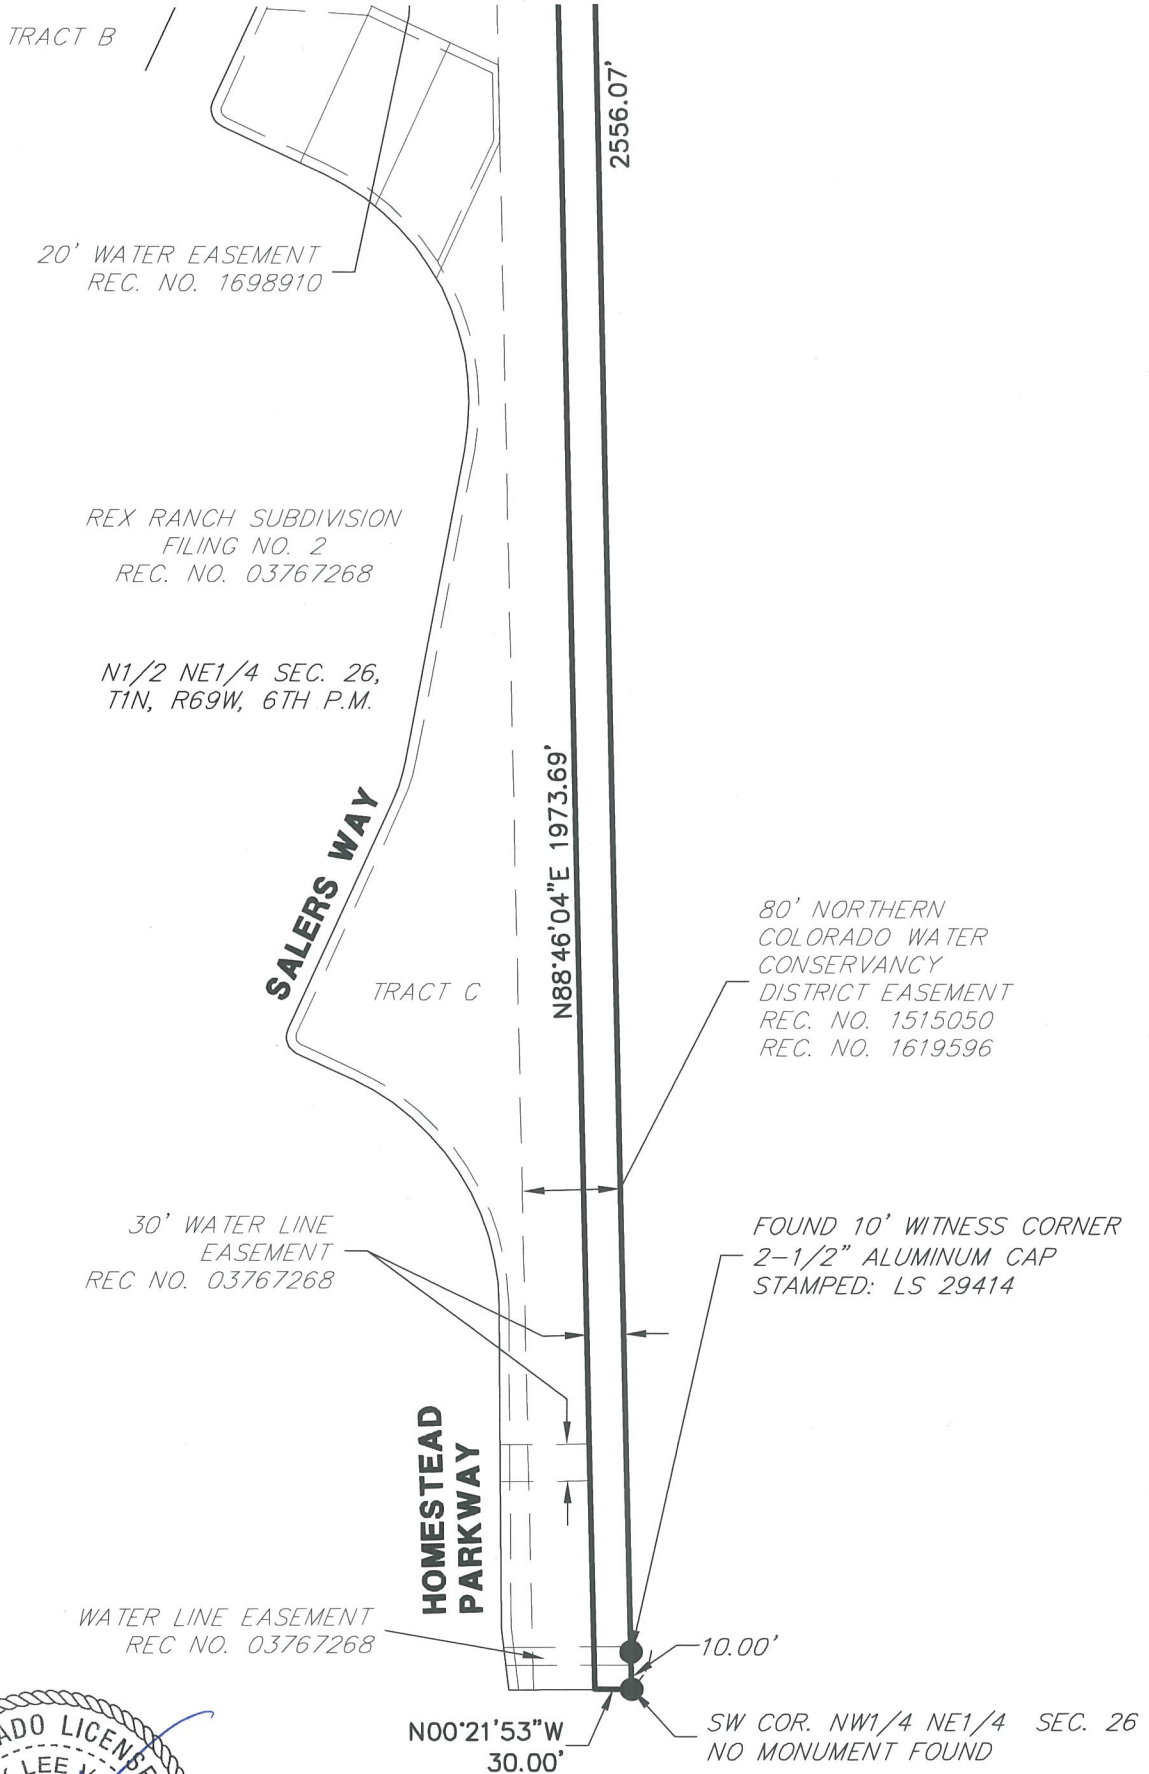 TRACT B
2556.07'
20' WATER EASEMENT
REC. NO. 1698910
REX RANCH SUBDIVISION
FILING NO. 2
REC. NO. 03767268
N1/2 NE1/4 SEC. 26,
T1N, R69W, 6TH P.M.
N88°46'04"E 1973.69'
SALERS WAY
80' NORTHERN
COLORADO WATER
CONSERVANCY
DISTRICT EASEMENT
REC. NO. 1515050
REC. NO. 1619596
TRACT C
30' WATER LINE
EASEMENT
REC NO. 03767268
FOUND 10' WITNESS CORNER
2-1/2" ALUMINUM CAP
STAMPED: LS 29414
HOMESTEAD
PARKWAY
WATER LINE EASEMENT
REC NO. 03767268
10.00'
N00°21'53"W
30.00'
SW COR. NW1/4 NE1/4 SEC. 26
NO MONUMENT FOUND
ADO LICENSE
LEE